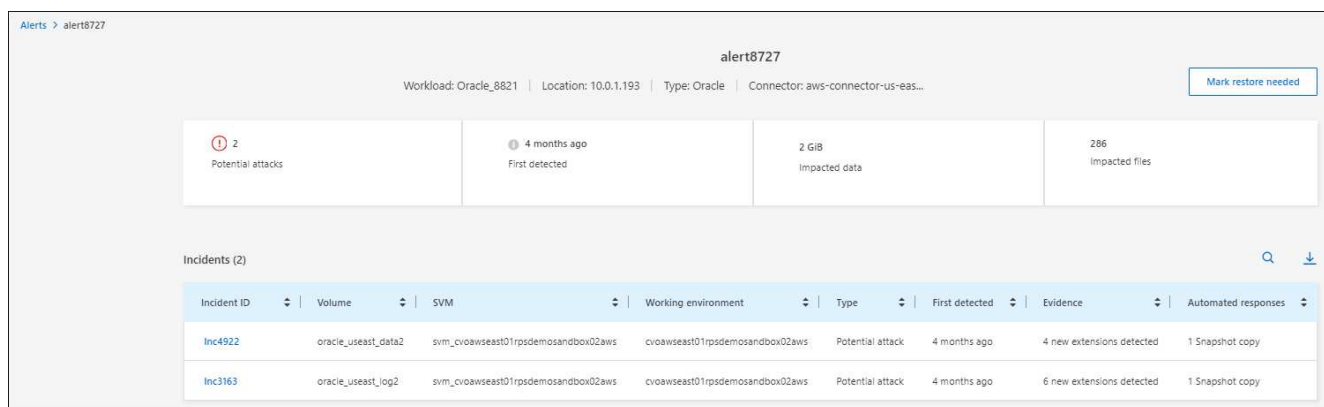 Alerts > alert8727
alert8727
Workload: Oracle_8821 | Location: 10.0.1.193 | Type: Oracle | Connector: aws-connector-us-eas...
Mark restore needed
2
Potential attacks
4 months ago
First detected
2 GiB
Impacted data
286
Impacted files
Incidents (2)
Incident ID | Volume | SVM | Working environment | Type | First detected | Evidence | Automated responses
Inc4922 oracle_useast_data2 svm_cvoawseast01rpsdemosandbox02aws cvoawseast01rpsdemosandbox02aws Potential attack 4 months ago 4 new extensions detected 1 Snapshot copy
Inc3163 oracle_useast_log2 svm_cvoawseast01rpsdemosandbox02aws cvoawseast01rpsdemosandbox02aws Potential attack 4 months ago 6 new extensions detected 1 Snapshot copy